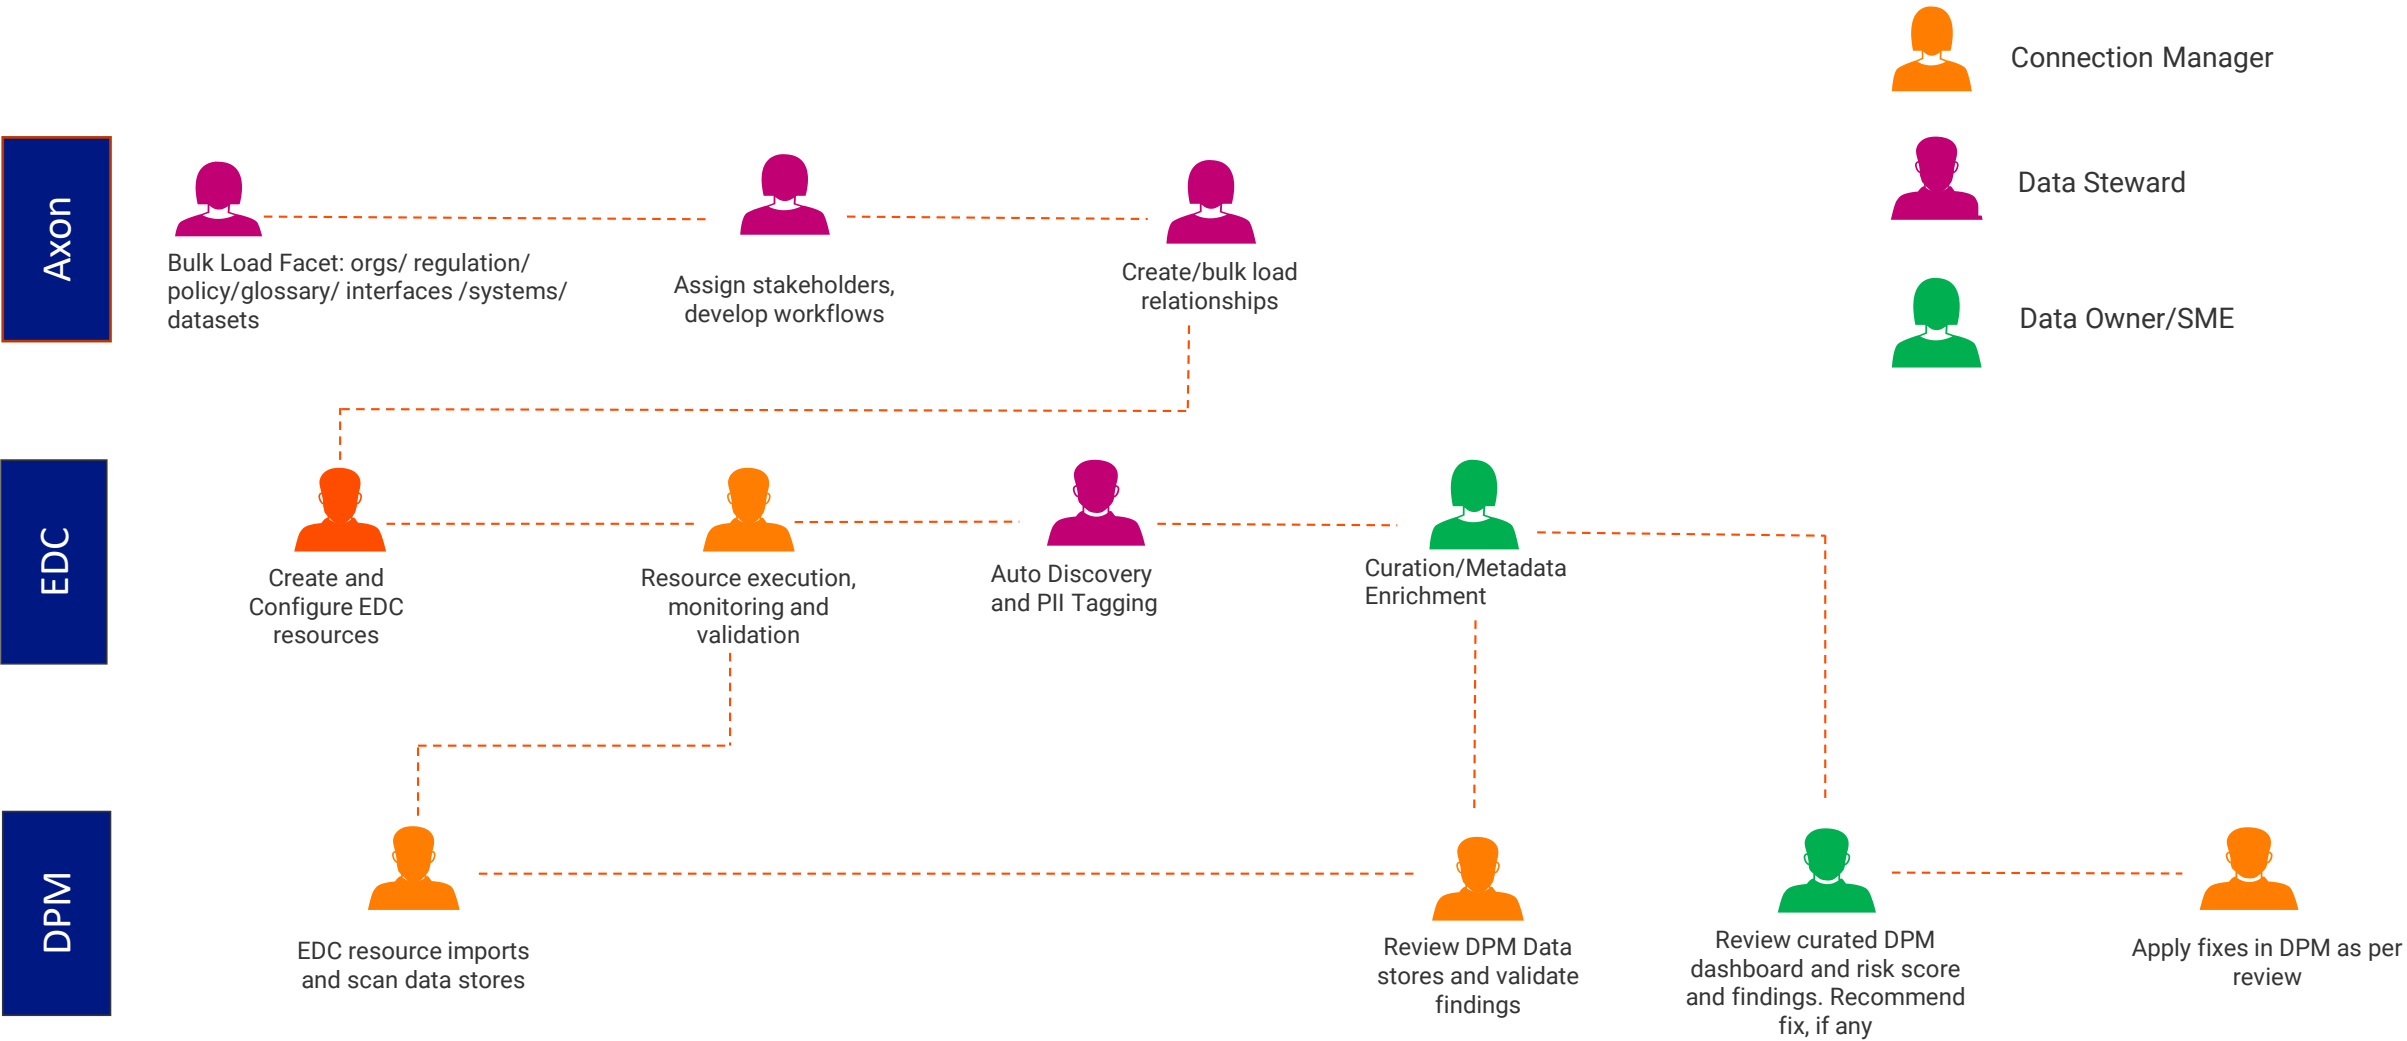 Connection Manager
Data Steward
Data Owner/SME
Axon
Bulk Load Facet: orgs/ regulation/
policy/glossary/ interfaces /systems/
datasets
Assign stakeholders,
develop workflows
Create/bulk load
relationships
EDC
Create and
Configure EDC
resources
Resource execution,
monitoring and
validation
Auto Discovery
and PII Tagging
Curation/Metadata
Enrichment
DPM
EDC resource imports
and scan data stores
Review DPM Data
stores and validate
findings
Review curated DPM
dashboard and risk score
and findings. Recommend
fix, if any
Apply fixes in DPM as per
review